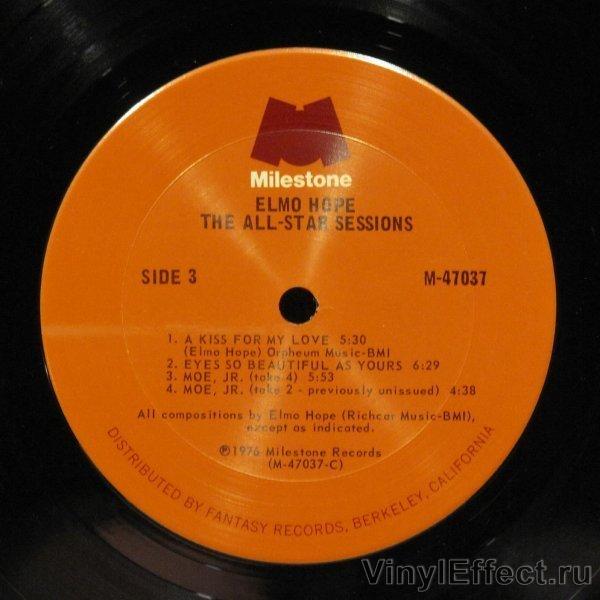 Milestone
ELMO HOPE
THE ALL-STAR SESSIONS
SIDE 3
M-47037
1. A KISS FOR MY LOVE 5:30
(Elmo Hope) Orpheum Music-BMI
2. EYES SO BEAUTIFUL AS YOURS 6:29
3. MOE, JR. (take 4) 5:53
4. MOE, JR. (take 2 - previously unissued) 4:38
All compositions by Elmo Hope (Richcar Music-BMI),
except as indicated.
℗1976 Milestone Records
(M-47037-C)
DISTRIBUTED BY FANTASY RECORDS, BERKELEY, CALIFORNIA
VinylEffect.ru